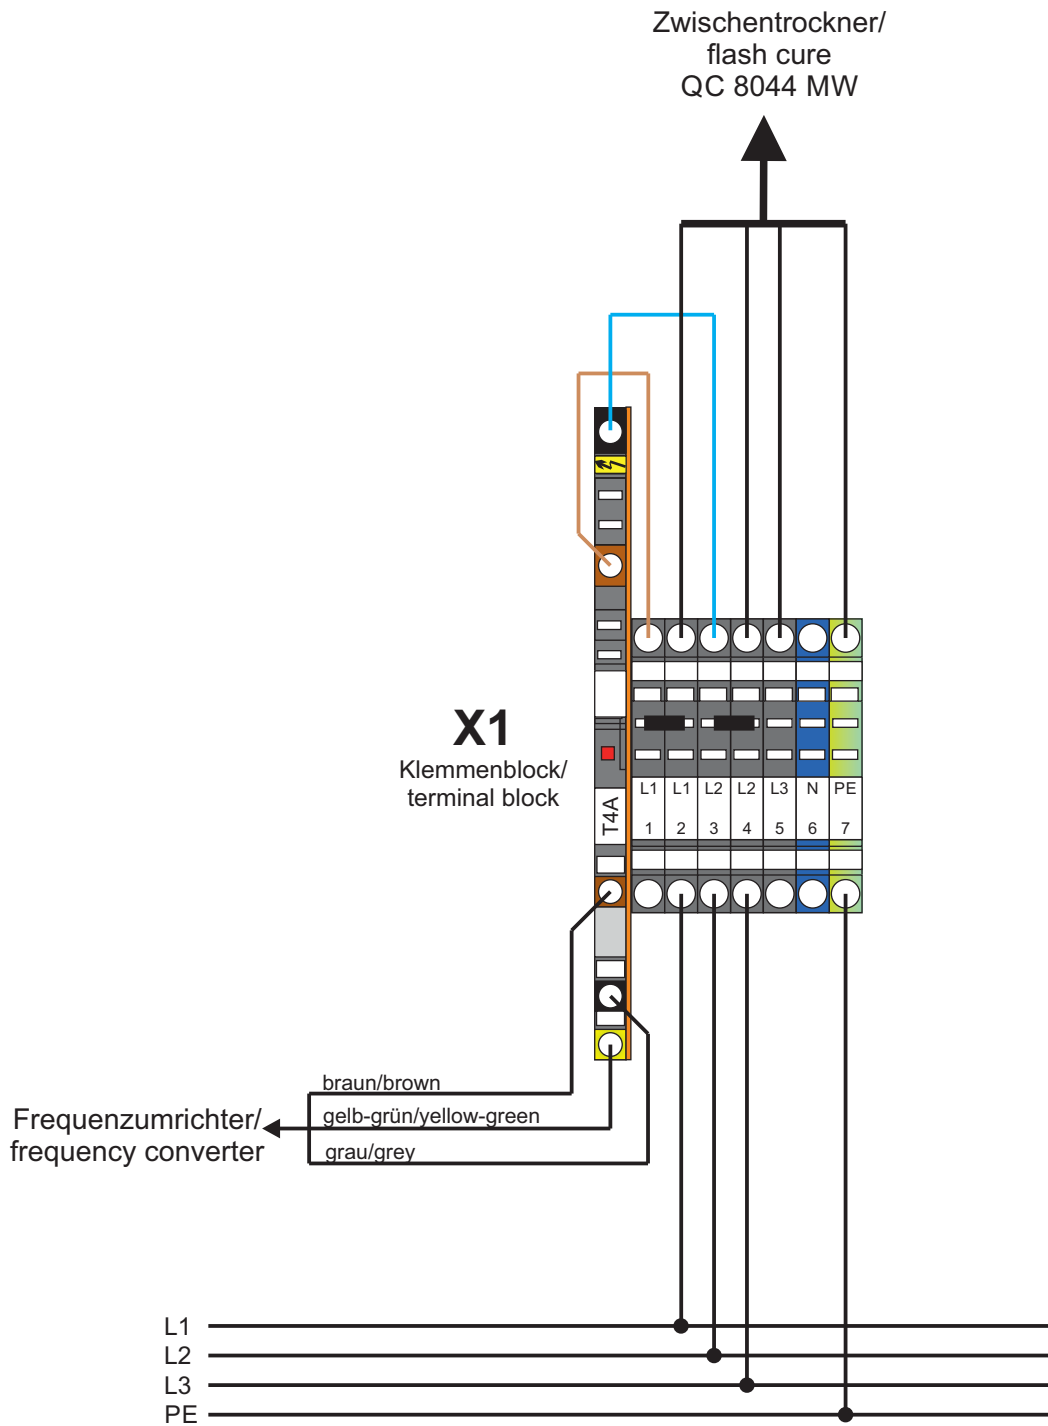 Zwischentrockner/
flash cure
QC 8044 MW
X1
Klemmenblock/
terminal block
T4A
L1 L1 L2 L2 L3 N PE
1 2 3 4 5 6 7
braun/brown
gelb-grün/yellow-green
grau/grey
Frequenzumrichter/
frequency converter
L1
L2
L3
PE